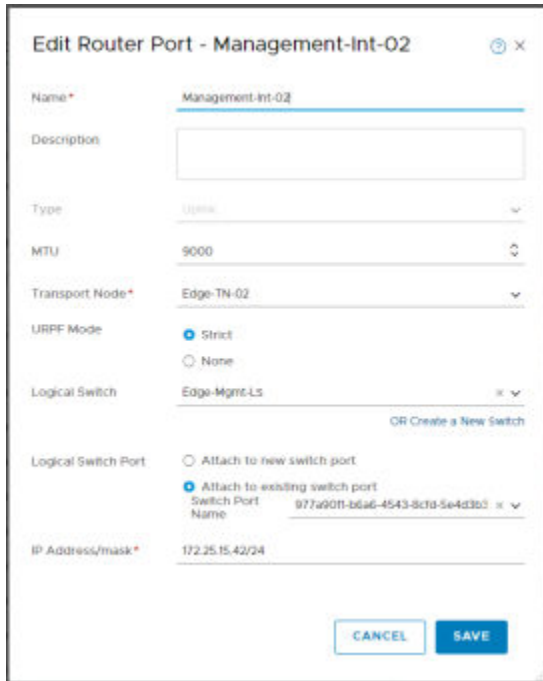 Edit Router Port - Management-Int-02
Name*
Management-Int-02
Description
Type
Uplink
MTU
9000
Transport Node*
Edge-TN-02
URPF Mode
Strict
None
Logical Switch
Edge-Mgmt-Ls
OR Create a New Switch
Logical Switch Port
Attach to new switch port
Attach to existing switch port
Switch Port Name
977a90f1-b6a6-4543-8cfd-5e4d3b3
IP Address/mask*
172.25.15.42/24
CANCEL
SAVE